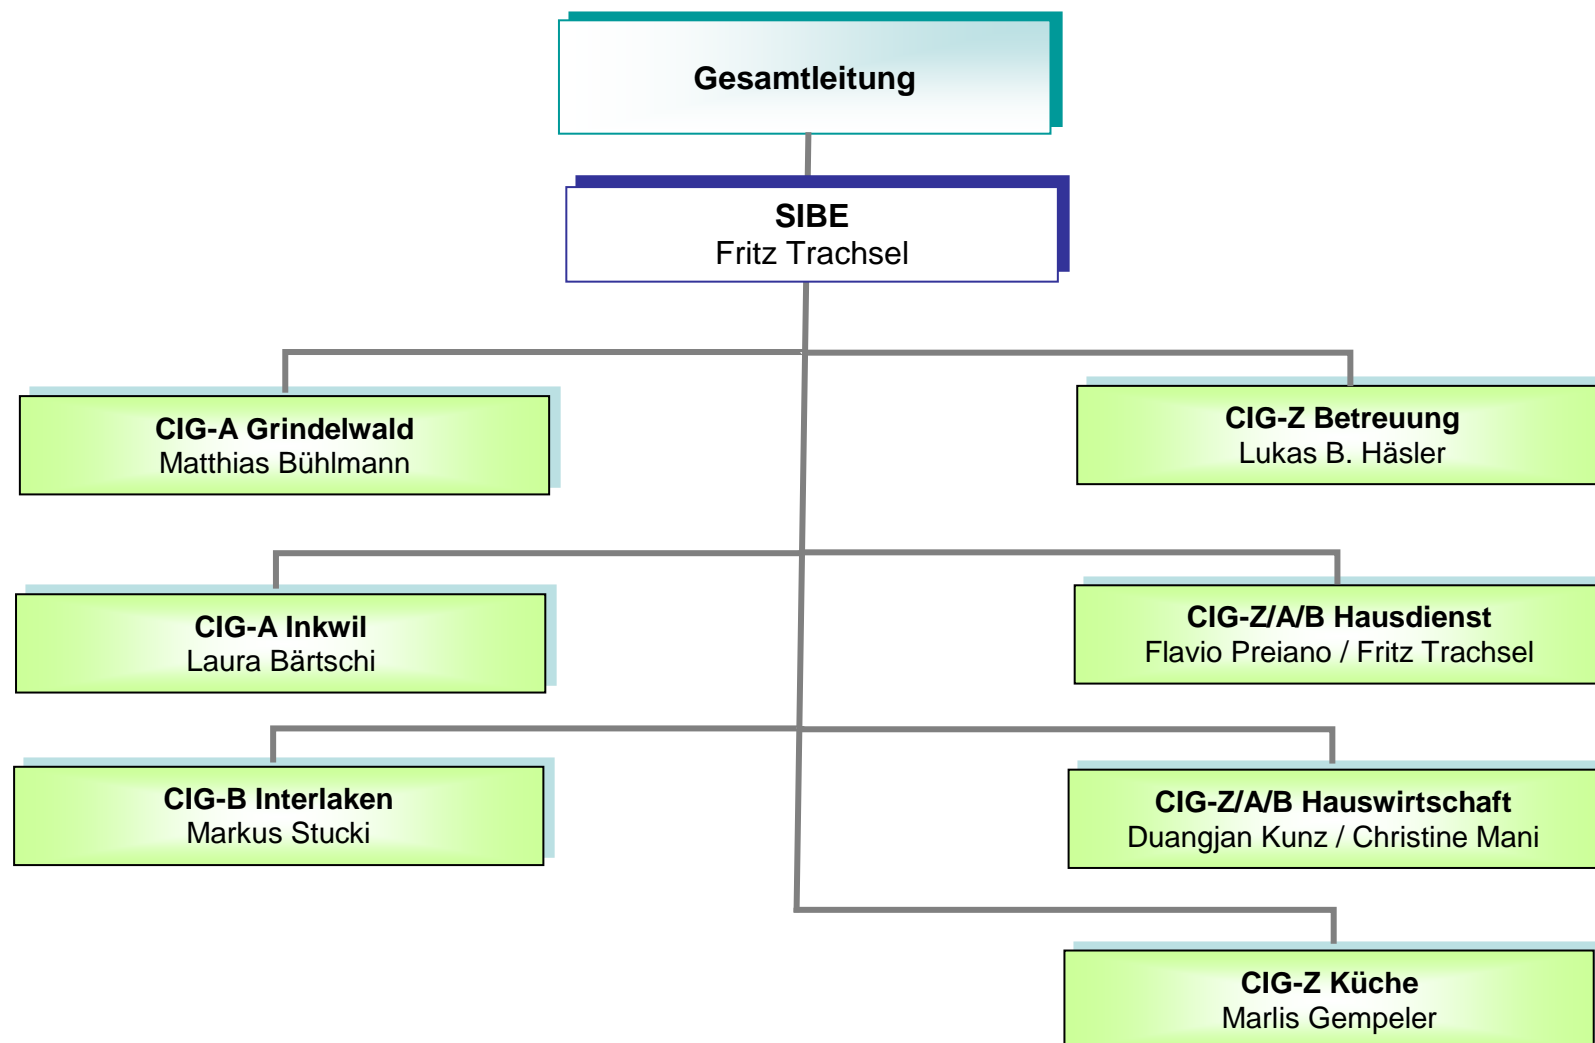 Gesamtleitung
SIBE
Fritz Trachsel
CIG-A Grindelwald
Matthias Bühlmann
CIG-Z Betreuung
Lukas B. Häsler
CIG-A Inkwil
Laura Bärtschi
CIG-Z/A/B Hausdienst
Flavio Preiano / Fritz Trachsel
CIG-B Interlaken
Markus Stucki
CIG-Z/A/B Hauswirtschaft
Duangjan Kunz / Christine Mani
CIG-Z Küche
Marlis Gempeler